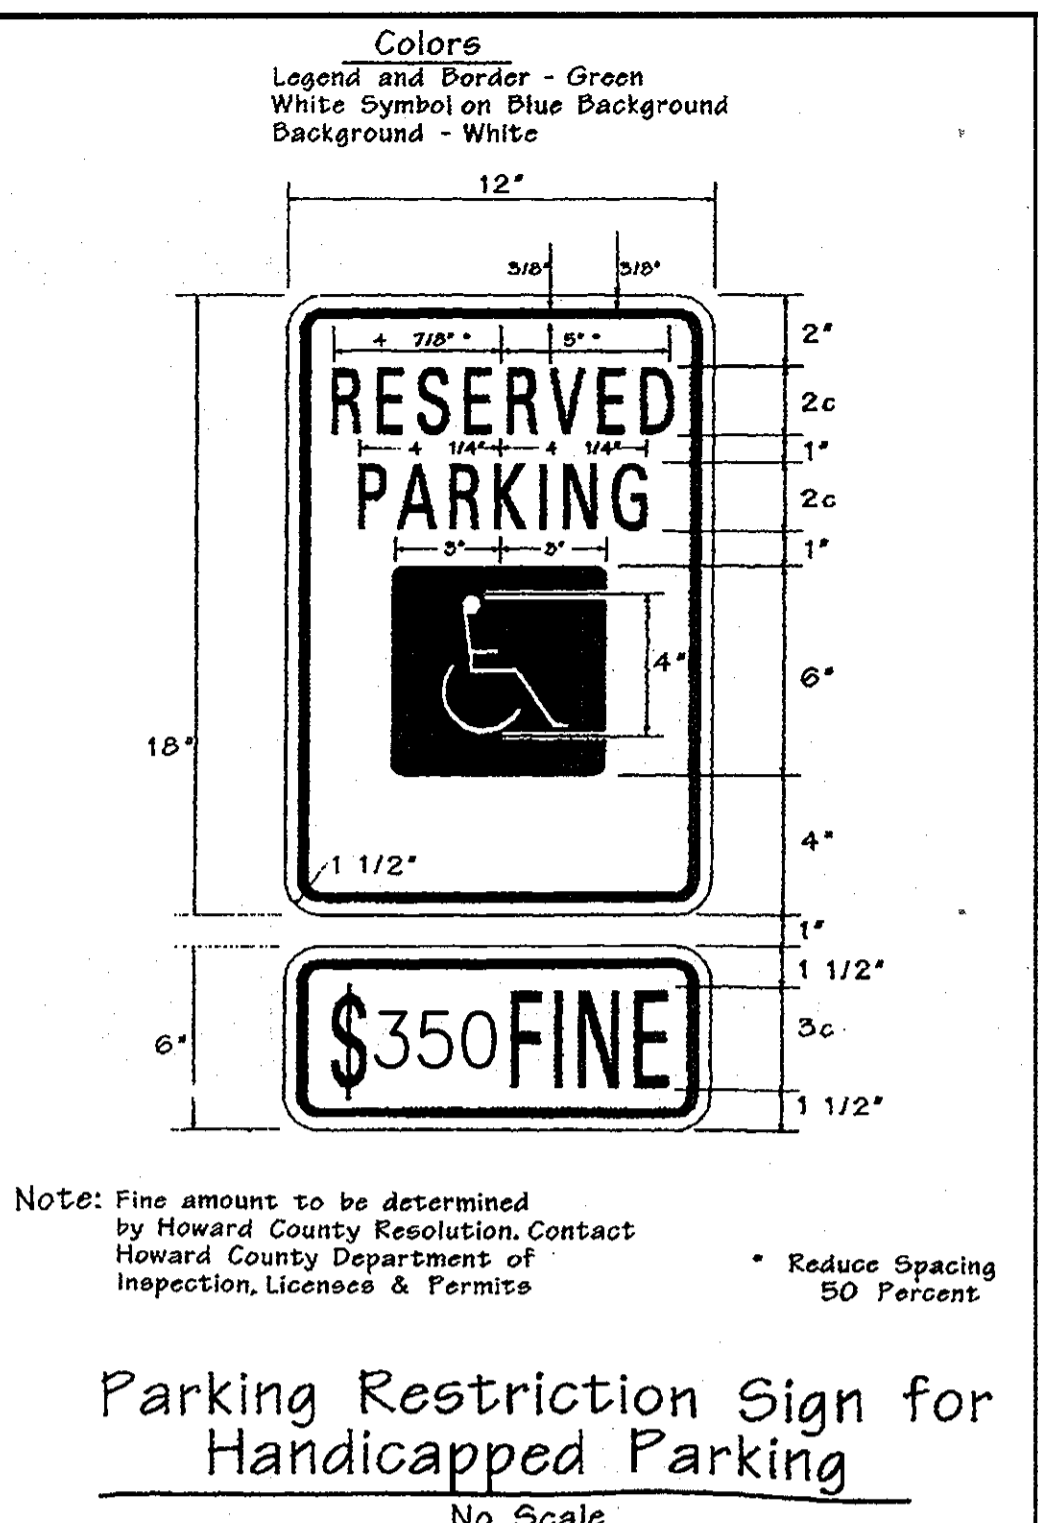 Colors
Legend and Border - Green
White Symbol on Blue Background
Background - White
12"
3/8" 3/8"
4 7/8" * 5" *
2"
RESERVED
2c
4 1/4" 4 1/4"
1"
PARKING
2c
3" 3"
1"
4"
6"
18"
4"
1 1/2"
1"
1 1/2"
$350 FINE
3c
6"
1 1/2"
Note: Fine amount to be determined
by Howard County Resolution. Contact
Howard County Department of
Inspection, Licenses & Permits
* Reduce Spacing
50 Percent
Parking Restriction Sign for
Handicapped Parking
No Scale